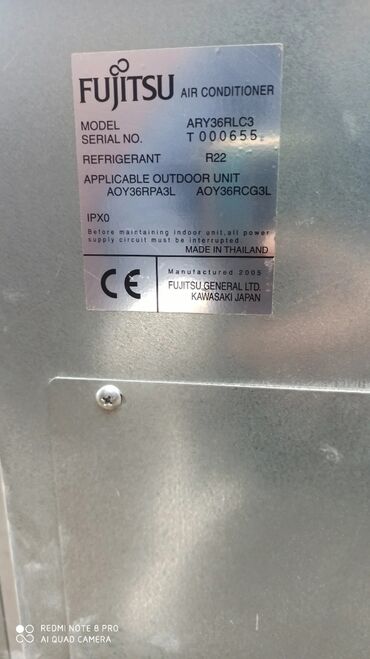 FUJITSU AIR CONDITIONER
MODEL ARY36RLC3
SERIAL NO. T 000655
REFRIGERANT R22
APPLICABLE OUTDOOR UNIT
AOY36RPA3L AOY36RCG3L
IPX0
Before maintaining indoor unit,all power
supply circuit must be interrupted
MADE IN THAILAND
CE
Manufactured 2005
FUJITSU GENERAL LTD.
KAWASAKI JAPAN
REDMI NOTE 8 PRO
AI QUAD CAMERA